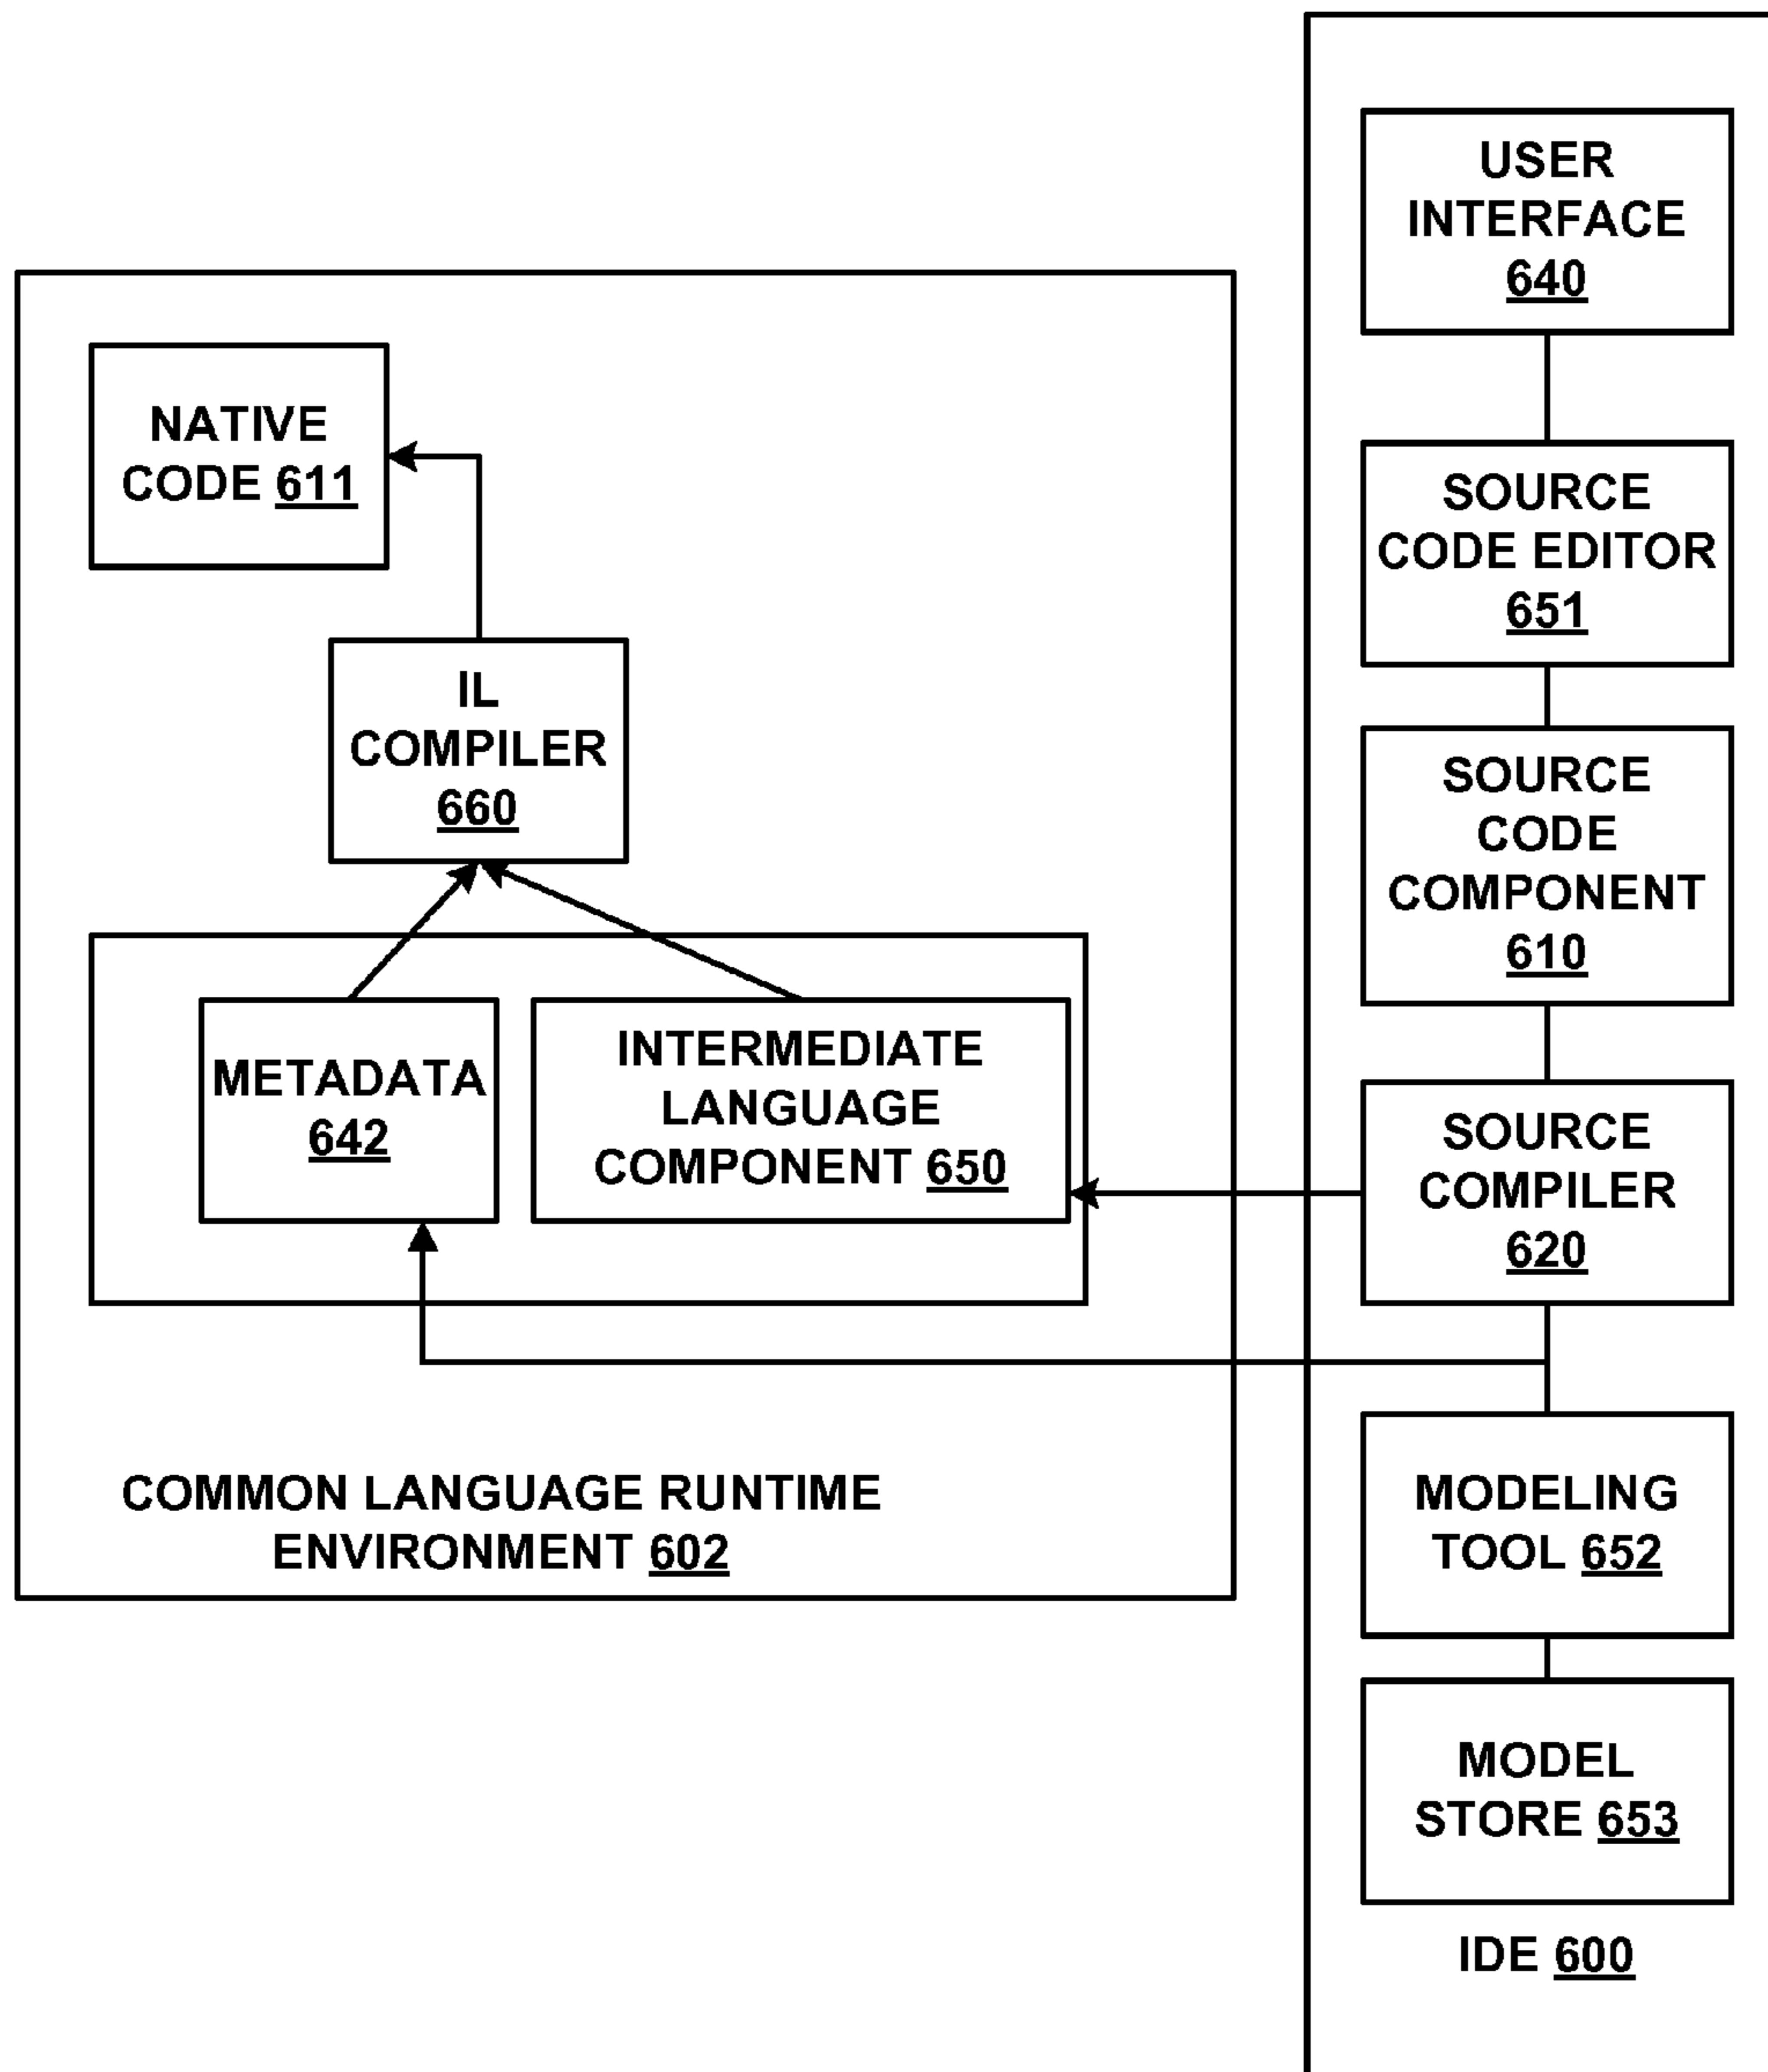 USER
INTERFACE
640
NATIVE
CODE 611
SOURCE
CODE EDITOR
651
IL
COMPILER
660
SOURCE
CODE
COMPONENT
610
METADATA
642
INTERMEDIATE
LANGUAGE
COMPONENT 650
SOURCE
COMPILER
620
COMMON LANGUAGE RUNTIME
ENVIRONMENT 602
MODELING
TOOL 652
MODEL
STORE 653
IDE 600